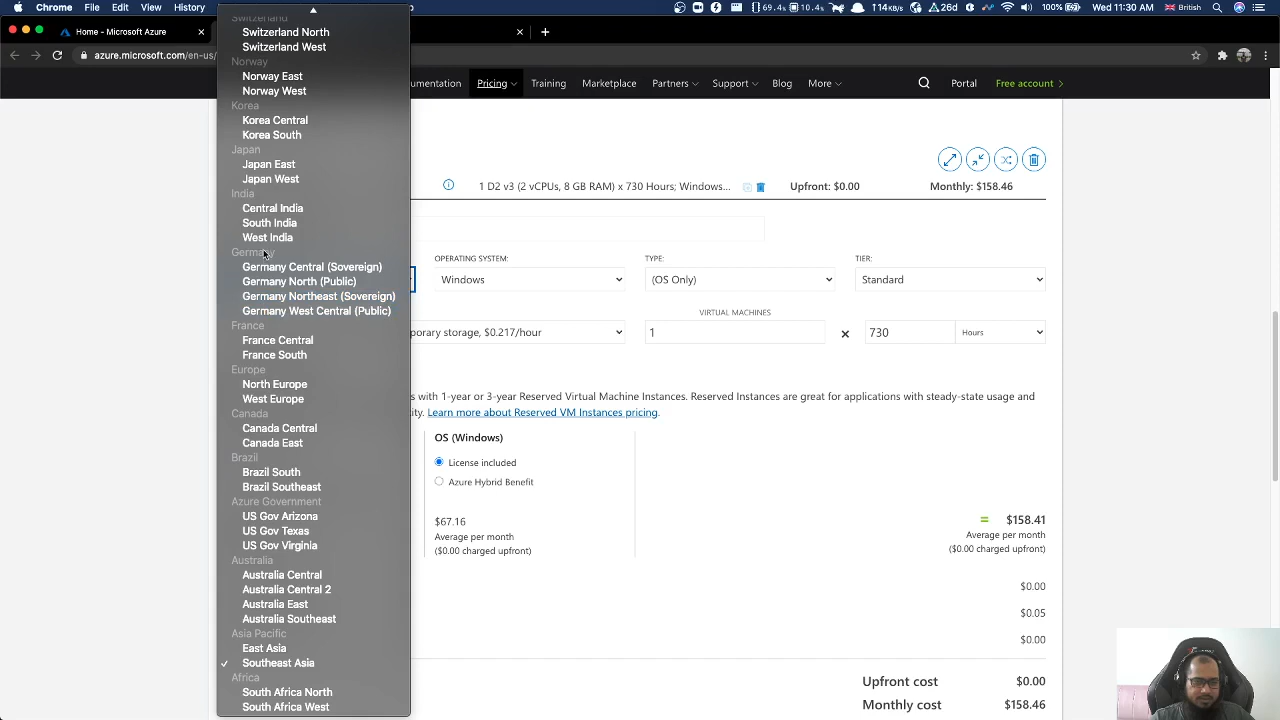 Chrome File Edit View
Wed 11:30 AM
Home - Microsoft Azure
azure.microsoft.com/en-us/
umentation Pricing Training Marketplace Partners Support Blog More Portal Free account
Switzerland
Switzerland North
Switzerland West
Norway
Norway East
Norway West
Korea
Korea Central
Korea South
Japan
Japan East
Japan West
India
Central India
South India
West India
Germany
Germany Central (Sovereign)
Germany North (Public)
Germany Northeast (Sovereign)
Germany West Central (Public)
France
France Central
France South
Europe
North Europe
West Europe
Canada
Canada Central
Canada East
Brazil
Brazil South
Brazil Southeast
Azure Government
US Gov Arizona
US Gov Texas
US Gov Virginia
Australia
Australia Central
Australia Central 2
Australia East
Australia Southeast
Asia Pacific
East Asia
✓ Southeast Asia
Africa
South Africa North
South Africa West
1 D2 v3 (2 vCPUs, 8 GB RAM) x 730 Hours; Windows... Upfront: $0.00 Monthly: $158.46
OPERATING SYSTEM: TYPE: TIER:
Windows (OS Only) Standard
VIRTUAL MACHINES
porary storage, $0.217/hour 1 × 730 Hours
s with 1-year or 3-year Reserved Virtual Machine Instances. Reserved Instances are great for applications with steady-state usage and
city. Learn more about Reserved VM Instances pricing.
OS (Windows)
License included
Azure Hybrid Benefit
$67.16 = $158.41
Average per month Average per month
($0.00 charged upfront) ($0.00 charged upfront)
$0.00
$0.05
$0.00
Upfront cost $0.00
Monthly cost $158.46